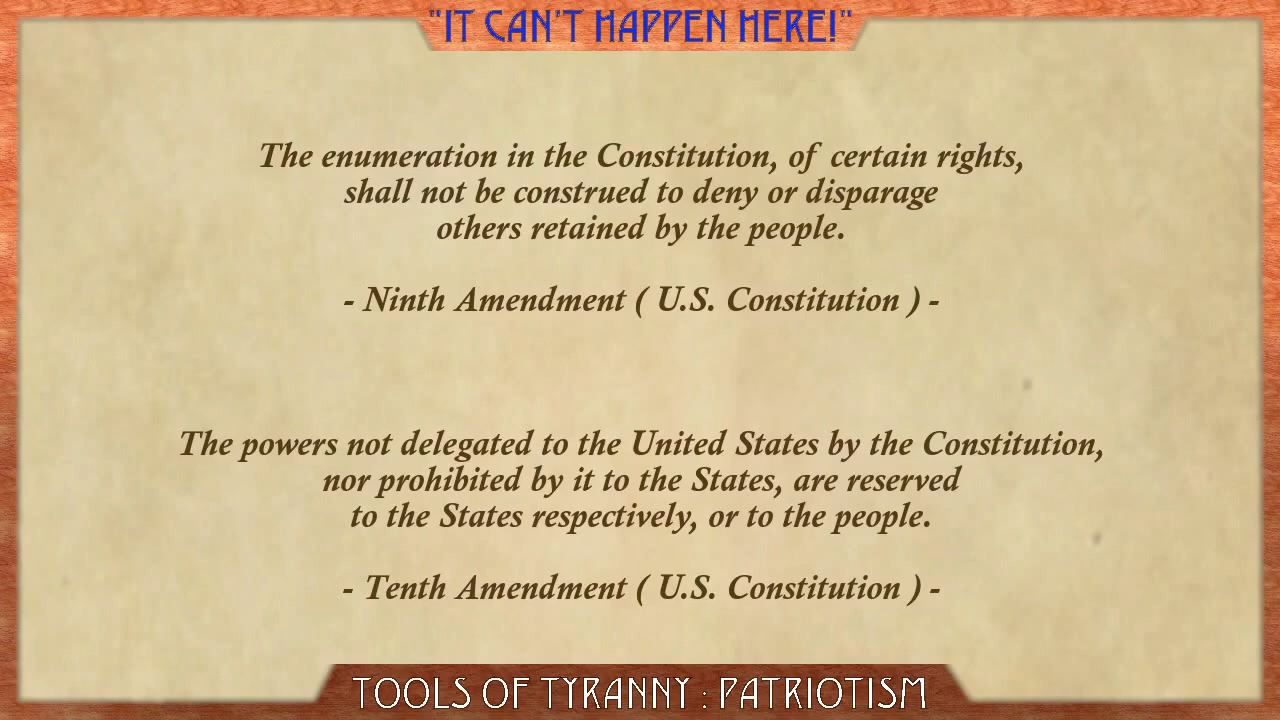 "IT CAN'T HAPPEN HERE!"
The enumeration in the Constitution, of certain rights,
shall not be construed to deny or disparage
others retained by the people.
- Ninth Amendment ( U.S. Constitution ) -
The powers not delegated to the United States by the Constitution,
nor prohibited by it to the States, are reserved
to the States respectively, or to the people.
- Tenth Amendment ( U.S. Constitution ) -
TOOLS OF TYRANNY : PATRIOTISM